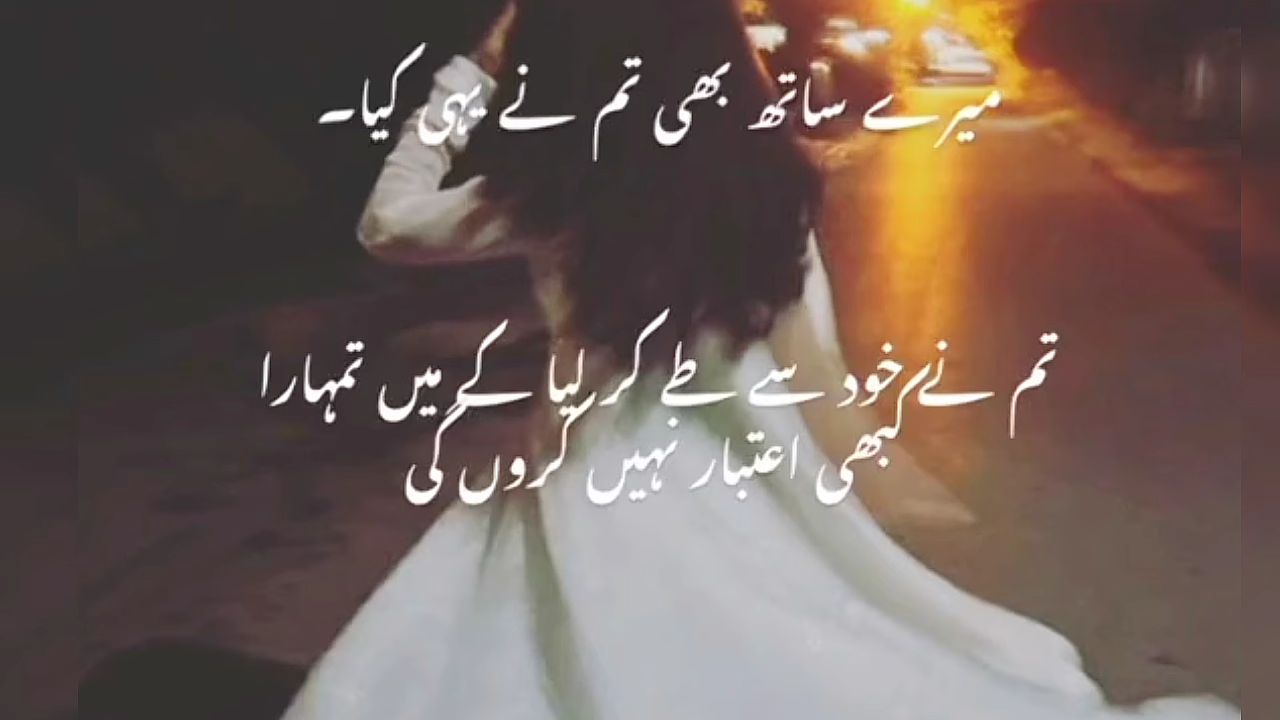 میرے ساتھ بھی تم نے یہی کیا۔
تم نے خود سے طے کر لیا کے میں تمہارا
کبھی اعتبار نہیں کروں گی